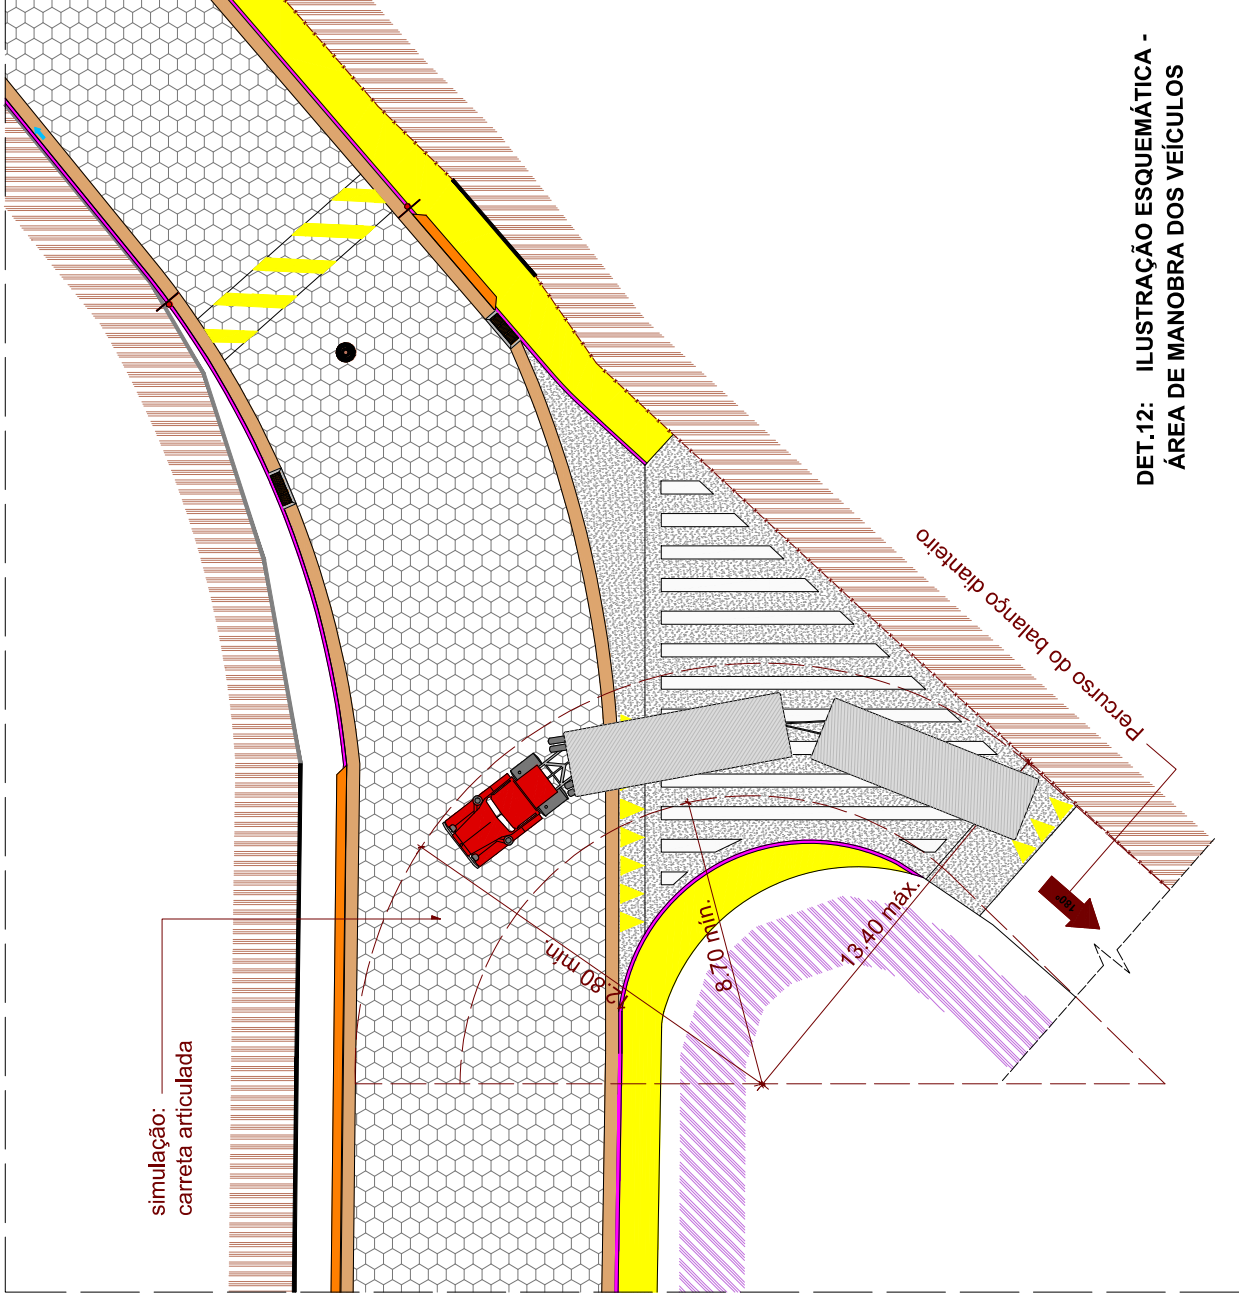 DET.12: ILUSTRAÇÃO ESQUEMÁTICA -
ÁREA DE MANOBRA DOS VEÍCULOS
simulação:
carreta articulada
Percurso do balanço dianteiro
12.80 mín.
8.70 mín.
13.40 máx.
180°